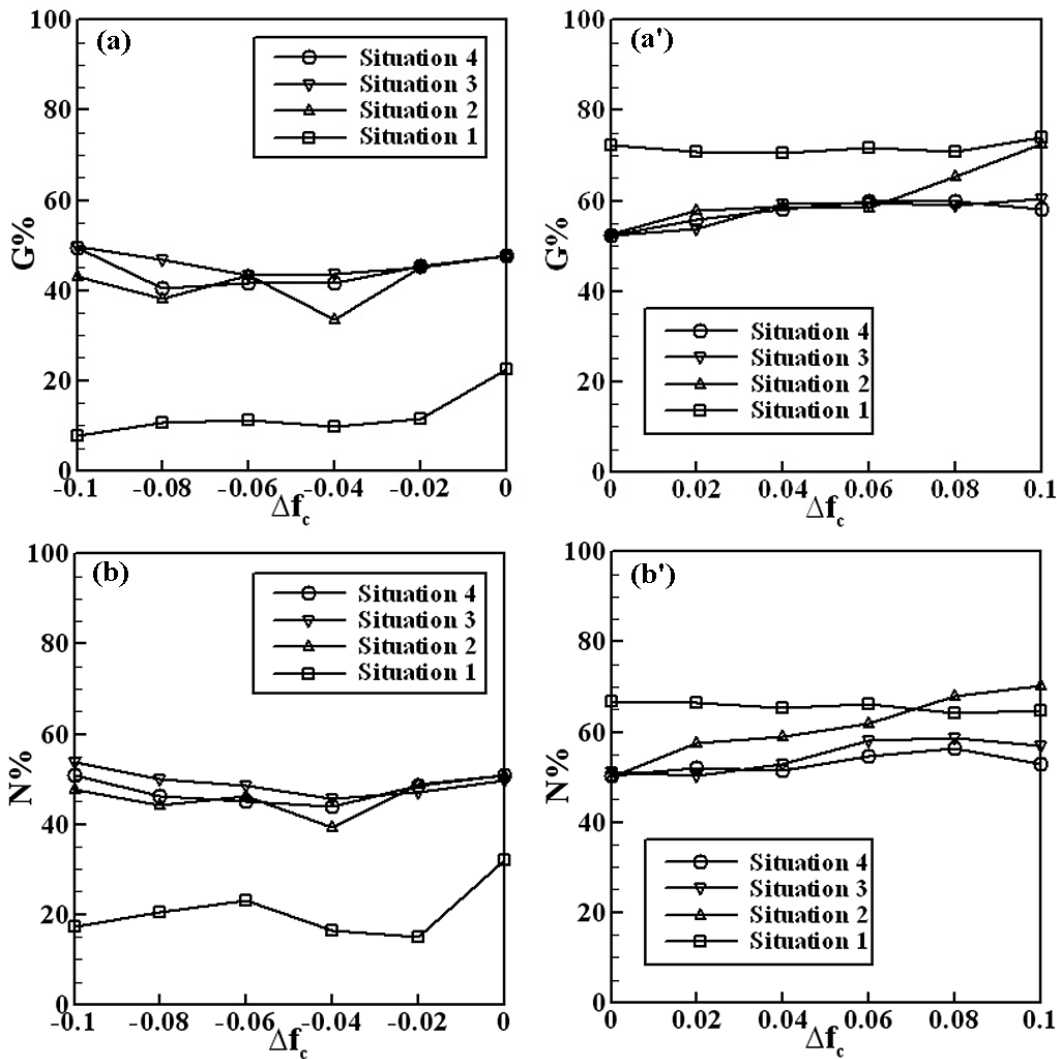 (a)
Situation 4
Situation 3
Situation 2
Situation 1
G%
100
80
60
40
20
0
-0.1 -0.08 -0.06 -0.04 -0.02 0
Δfc
(a')
Situation 4
Situation 3
Situation 2
Situation 1
G%
100
80
60
40
20
0
0 0.02 0.04 0.06 0.08 0.1
Δfc
(b)
Situation 4
Situation 3
Situation 2
Situation 1
N%
100
80
60
40
20
0
-0.1 -0.08 -0.06 -0.04 -0.02 0
Δfc
(b')
Situation 4
Situation 3
Situation 2
Situation 1
N%
100
80
60
40
20
0
0 0.02 0.04 0.06 0.08 0.1
Δfc